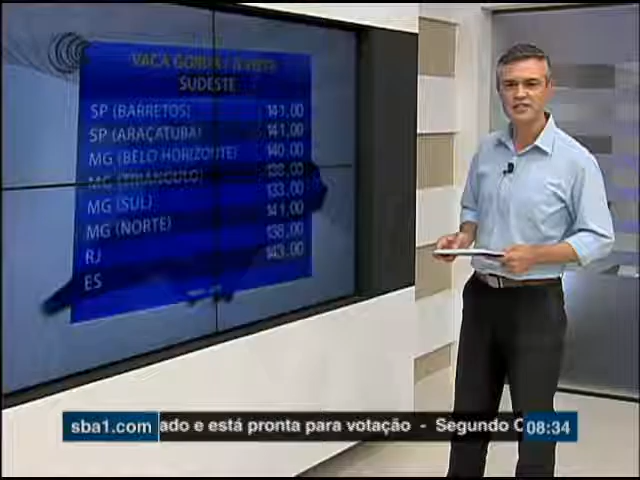 VACA GORDA / À VISTA
SUDESTE
SP (BARRETOS) 141,00
SP (ARAÇATUBA) 141,00
MG (BELO HORIZONTE) 140,00
MG (TRIÂNGULO) 138,00
MG (SUL) 133,00
MG (NORTE) 141,00
RJ 138,00
ES 143,00
sba1.com ado e está pronta para votação - Segundo 08:34